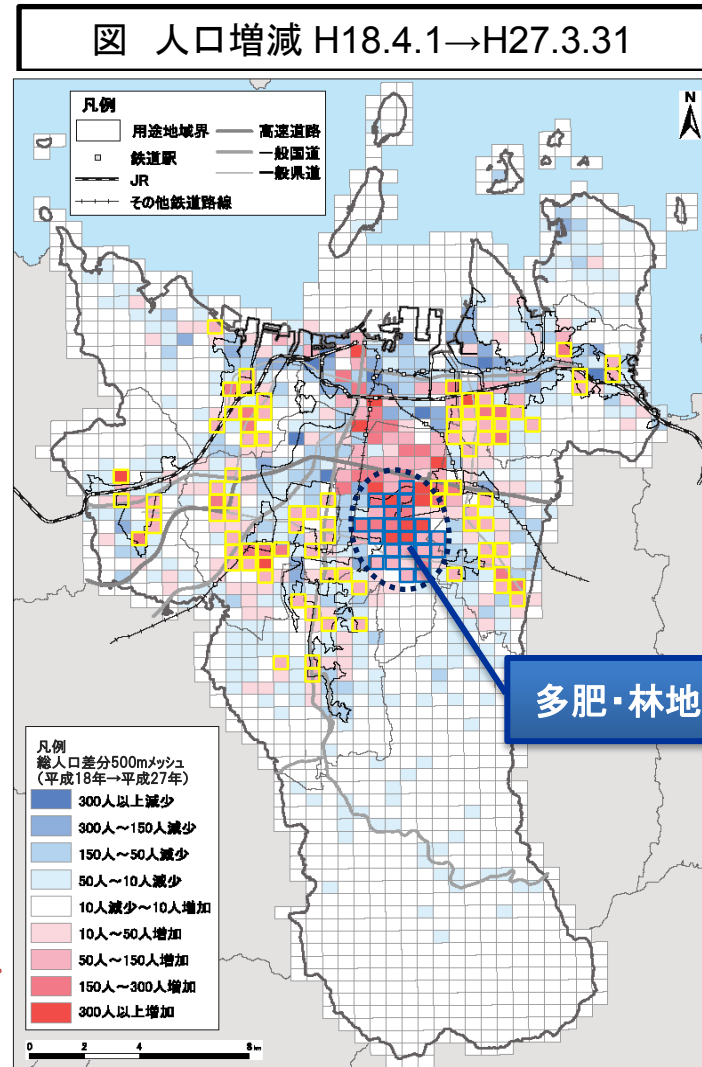 図 人口増減 H18.4.1→H27.3.31
凡例
用途地域界
鉄道駅
JR
その他鉄道路線
高速道路
一般国道
一般県道
N
多肥・林地
凡例
総人口差分500mメッシュ
(平成18年→平成27年)
300人以上減少
300人～150人減少
150人～50人減少
50人～10人減少
10人減少～10人増加
10人～50人増加
50人～150人増加
150人～300人増加
300人以上増加
0 2 4 8 km